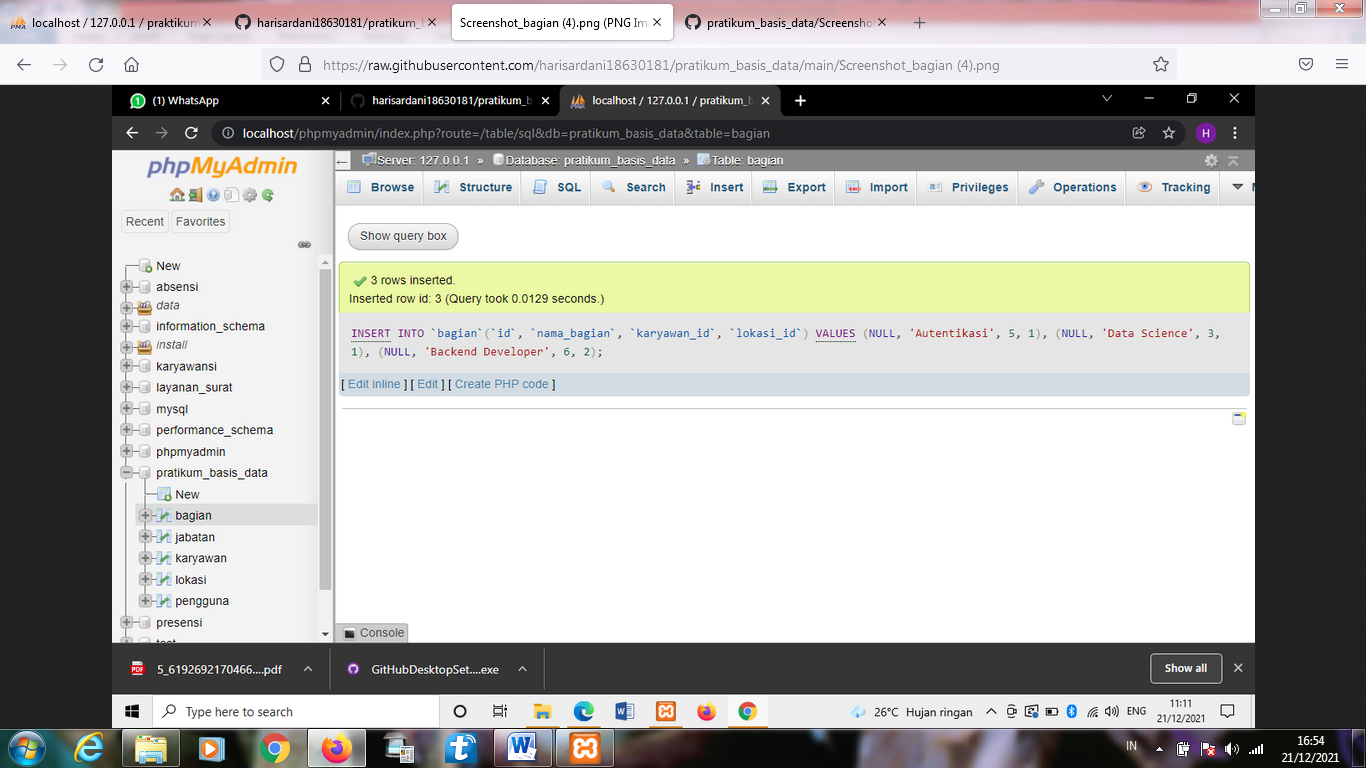 localhost / 127.0.0.1 / praktikum
harisardani18630181/pratikum_
Screenshot_bagian (4).png (PNG Im
pratikum_basis_data/Screenshot
https://raw.githubusercontent.com/harisardani18630181/pratikum_basis_data/main/Screenshot_bagian (4).png
(1) WhatsApp
harisardani18630181/pratikum_b
localhost / 127.0.0.1 / pratikum_b
localhost/phpmyadmin/index.php?route=/table/sql&db=pratikum_basis_data&table=bagian
H
phpMyAdmin
Recent
Favorites
New
absensi
data
information_schema
install
karyawansi
layanan_surat
mysql
performance_schema
phpmyadmin
pratikum_basis_data
New
bagian
jabatan
karyawan
lokasi
pengguna
presensi
Server: 127.0.0.1 » Database: pratikum_basis_data » Table: bagian
Browse Structure SQL Search Insert Export Import Privileges Operations Tracking
Show query box
3 rows inserted.
Inserted row id: 3 (Query took 0.0129 seconds.)
INSERT INTO `bagian`(`id`, `nama_bagian`, `karyawan_id`, `lokasi_id`) VALUES (NULL, 'Autentikasi', 5, 1), (NULL, 'Data Science', 3,
1), (NULL, 'Backend Developer', 6, 2);
[ Edit inline ] [ Edit ] [ Create PHP code ]
Console
5_6192692170466....pdf
GitHubDesktopSet....exe
Show all
Type here to search
26°C Hujan ringan
ENG
11:11
21/12/2021
IN
16:54
21/12/2021